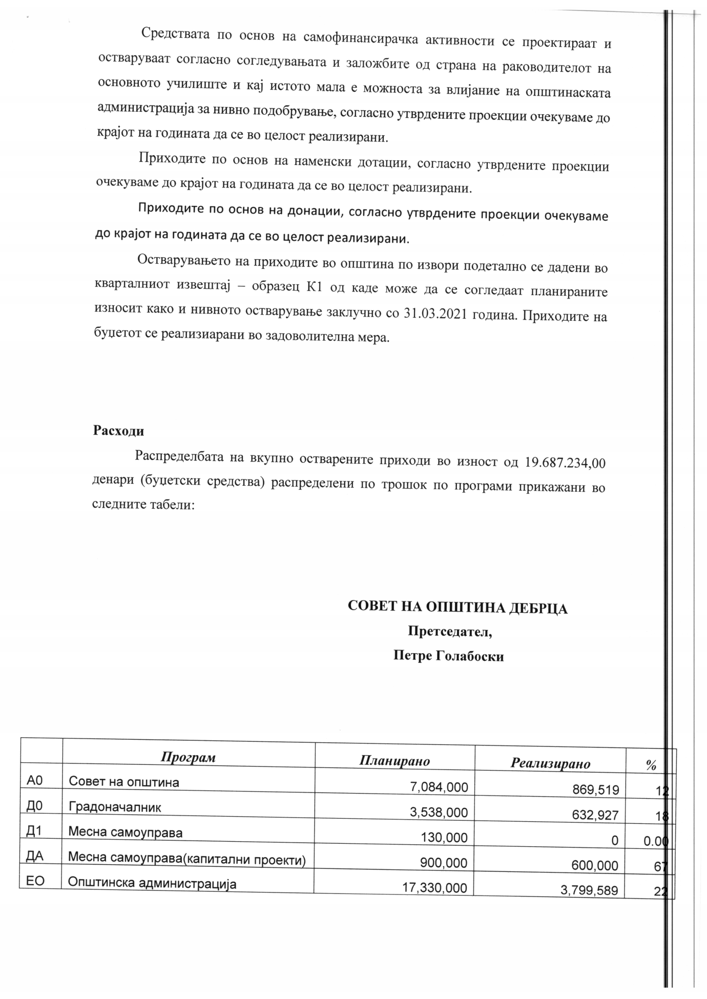 Средствата по основ на самофинансирачка активности се проектираат и
остваруваат согласно согледувањата и заложбите од страна на раководителот на
основното училиште и кај истото мала е можноста за влијание на општинаската
администрација за нивно подобрување, согласно утврдените проекции очекуваме до
крајот на годината да се во целост реализирани.
Приходите по основ на наменски дотации, согласно утврдените проекции
очекуваме до крајот на годината да се во целост реализирани.
Приходите по основ на донации, согласно утврдените проекции очекуваме
до крајот на годината да се во целост реализирани.
Остварувањето на приходите во општина по извори подетално се дадени во
кварталниот извештај – образец К1 од каде може да се согледаат планираните
износит како и нивното остварување заклучно со 31.03.2021 година. Приходите на
буџетот се реализиарани во задоволителна мера.
Расходи
Распределбата на вкупно остварените приходи во изност од 19.687.234,00
денари (буџетски средства) распределени по трошок по програми прикажани во
следните табели:
СОВЕТ НА ОПШТИНА ДЕБРЦА
Претседател,
Петре Голабоски
Програм Планирано Реализирано %
А0 Совет на општина 7,084,000 869,519 12
Д0 Градоначалник 3,538,000 632,927 18
Д1 Месна самоуправа 130,000 0 0.00
ДА Месна самоуправа(капитални проекти) 900,000 600,000 67
ЕО Општинска администрација 17,330,000 3,799,589 22